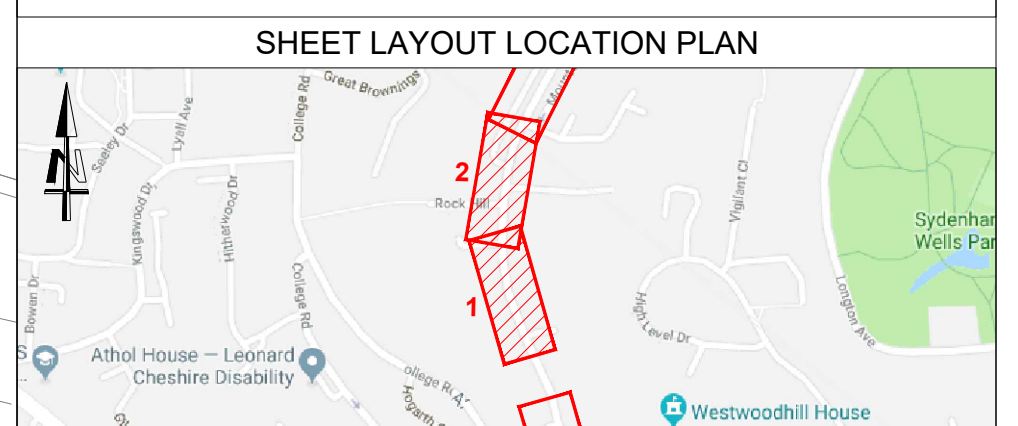 SHEET LAYOUT LOCATION PLAN
Great Brownings
College Rd
Lyall Ave
Seeley Dr
N
Kingswood Dr
Hitherwood Dr
2
Rock Hill
Vigilant Cl
Sydenham
Wells Par
College Rd
Bowen Dr
1
High Level Dr
Longton Ave
S
Athol House – Leonard
Cheshire Disability
ollege R
Hogarth
Westwoodhill House